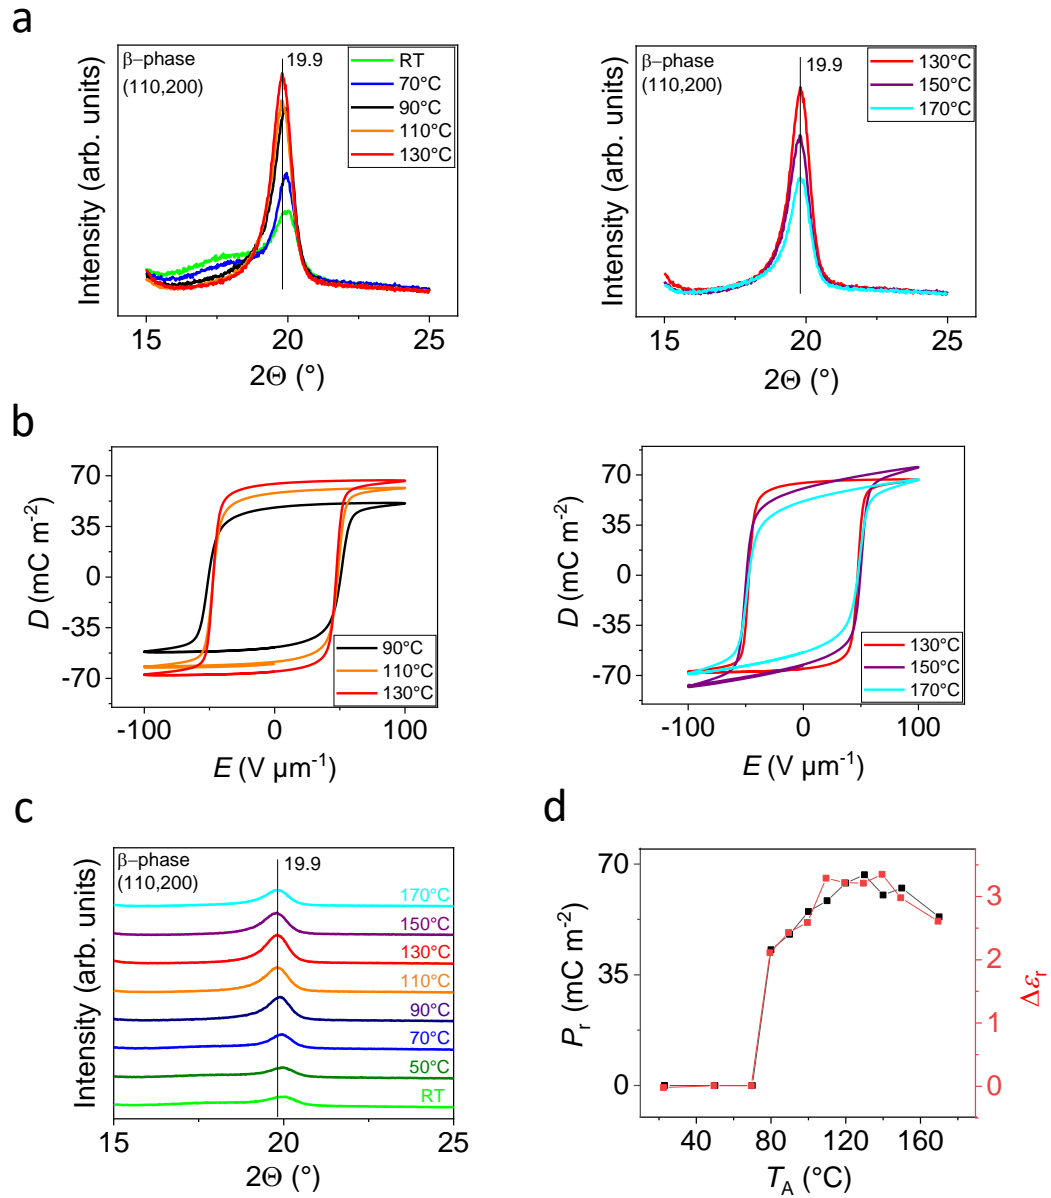 a
β−phase
(110,200)
19.9
RT
70°C
90°C
110°C
130°C
Intensity (arb. units)
15 20 25
2Θ (°)
β−phase
(110,200)
19.9
130°C
150°C
170°C
Intensity (arb. units)
15 20 25
2Θ (°)
b
70
35
0
-35
-70
D (mC m-2)
90°C
110°C
130°C
-100 0 100
E (V µm-1)
70
35
0
-35
-70
D (mC m-2)
130°C
150°C
170°C
-100 0 100
E (V µm-1)
c
β−phase
(110,200)
19.9
170°C
150°C
130°C
110°C
90°C
70°C
50°C
RT
Intensity (arb. units)
15 20 25
2Θ (°)
d
70
35
0
Pr (mC m-2)
3
2
1
0
Δεr
40 80 120 160
TA (°C)